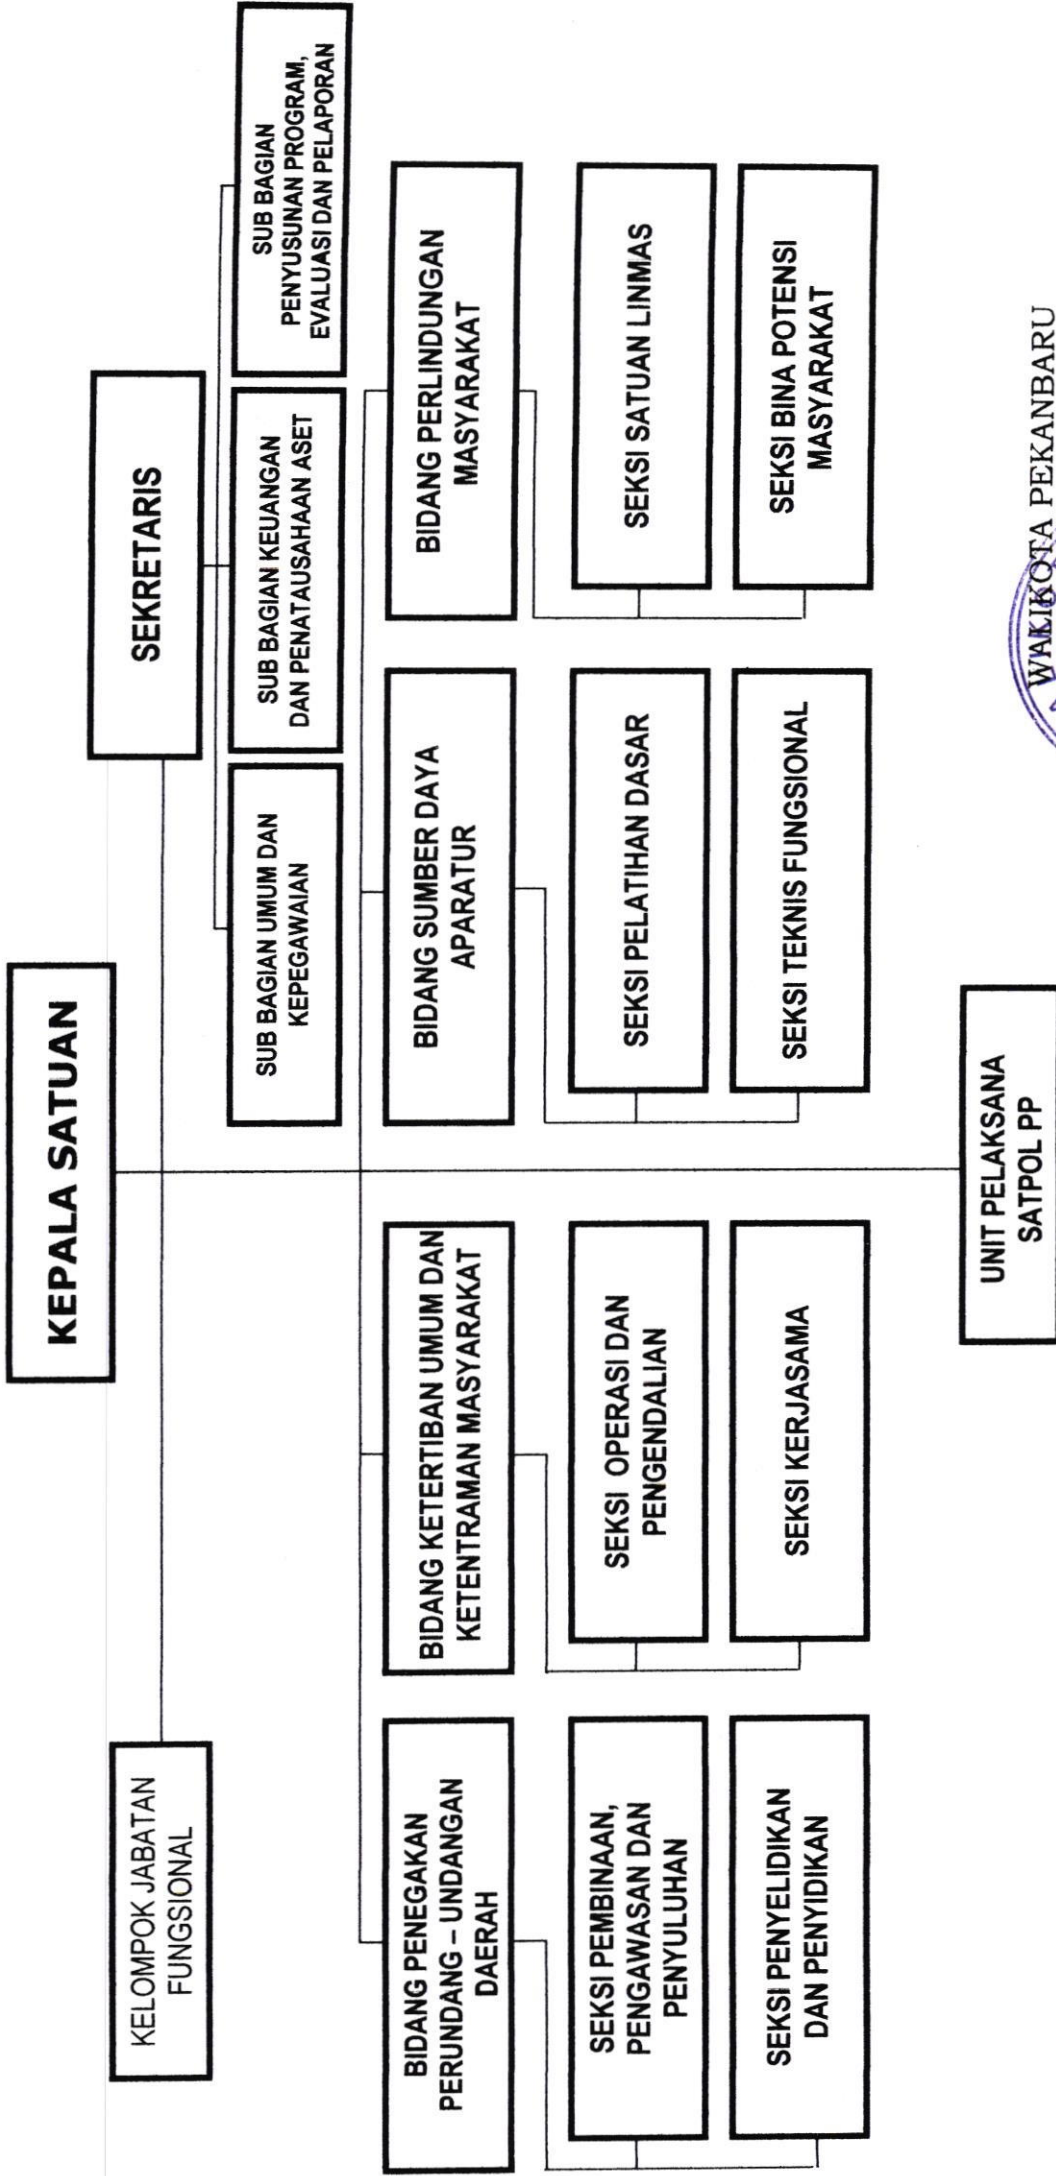 KEPALA SATUAN
KELOMPOK JABATAN
FUNGSIONAL
SEKRETARIS
SUB BAGIAN UMUM DAN
KEPEGAWAIAN
SUB BAGIAN KEUANGAN
DAN PENATAUSAHAAN ASET
SUB BAGIAN
PENYUSUNAN PROGRAM,
EVALUASI DAN PELAPORAN
BIDANG PENEGAKAN
PERUNDANG – UNDANGAN
DAERAH
BIDANG KETERTIBAN UMUM DAN
KETENTRAMAN MASYARAKAT
BIDANG SUMBER DAYA
APARATUR
BIDANG PERLINDUNGAN
MASYARAKAT
SEKSI PEMBINAAN,
PENGAWASAN DAN
PENYULUHAN
SEKSI OPERASI DAN
PENGENDALIAN
SEKSI PELATIHAN DASAR
SEKSI SATUAN LINMAS
SEKSI PENYELIDIKAN
DAN PENYIDIKAN
SEKSI KERJASAMA
SEKSI TEKNIS FUNGSIONAL
SEKSI BINA POTENSI
MASYARAKAT
UNIT PELAKSANA
SATPOL PP
WALIKOTA PEKANBARU